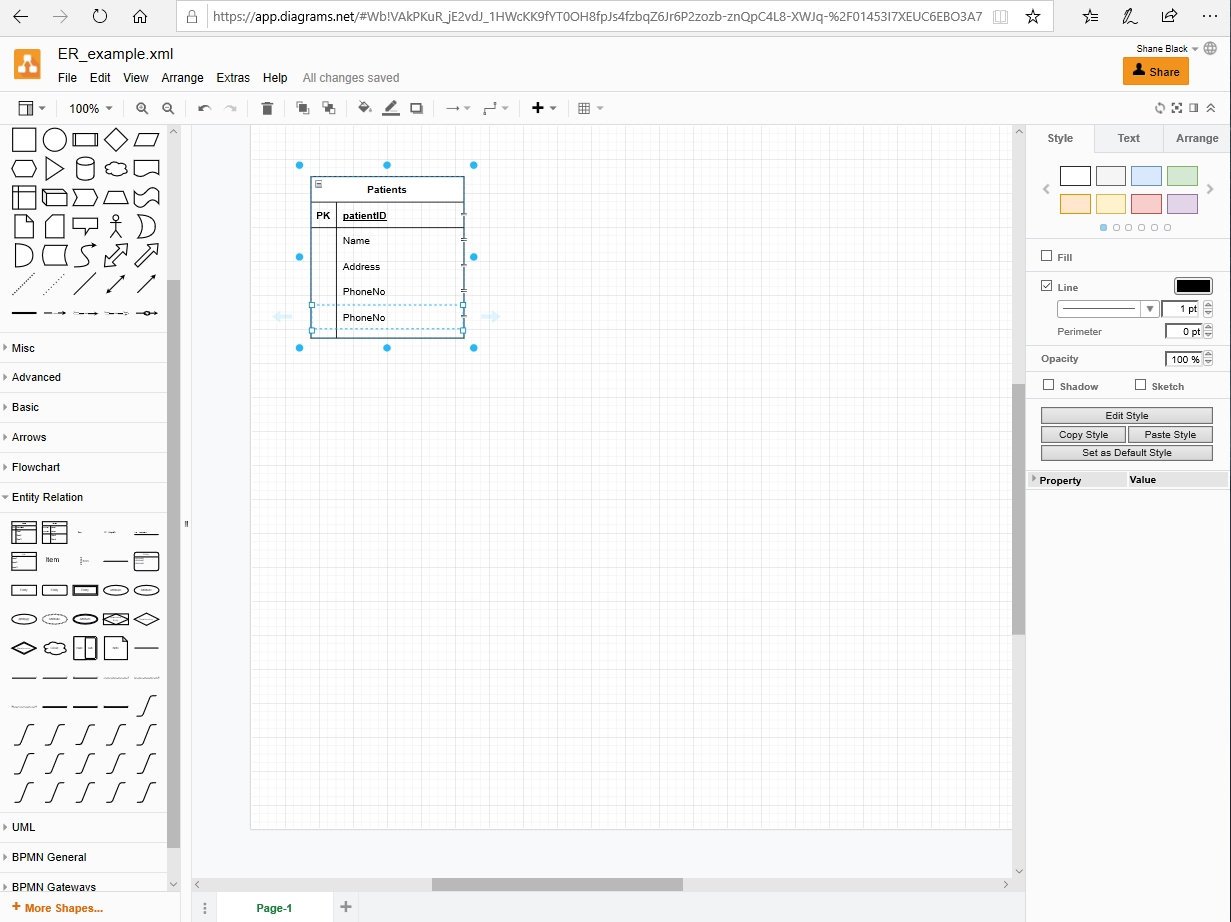 https://app.diagrams.net/#Wb!VAkPKuR_jE2vdJ_1HWcKK9fYT0OH8fpJs4fzbqZ6Jr6P2zozb-znQpC4L8-XWJq-%2F01453I7XEUC6EBO3A7
ER_example.xml
Shane Black
File Edit View Arrange Extras Help All changes saved
Share
100%
Style Text Arrange
Patients
PK patientID
Name
Address
PhoneNo
PhoneNo
Fill
Line
1 pt
Perimeter 0 pt
Opacity 100 %
Shadow Sketch
Edit Style
Copy Style Paste Style
Set as Default Style
Property Value
Misc
Advanced
Basic
Arrows
Flowchart
Entity Relation
Item
UML
BPMN General
BPMN Gateways
+ More Shapes...
Page-1